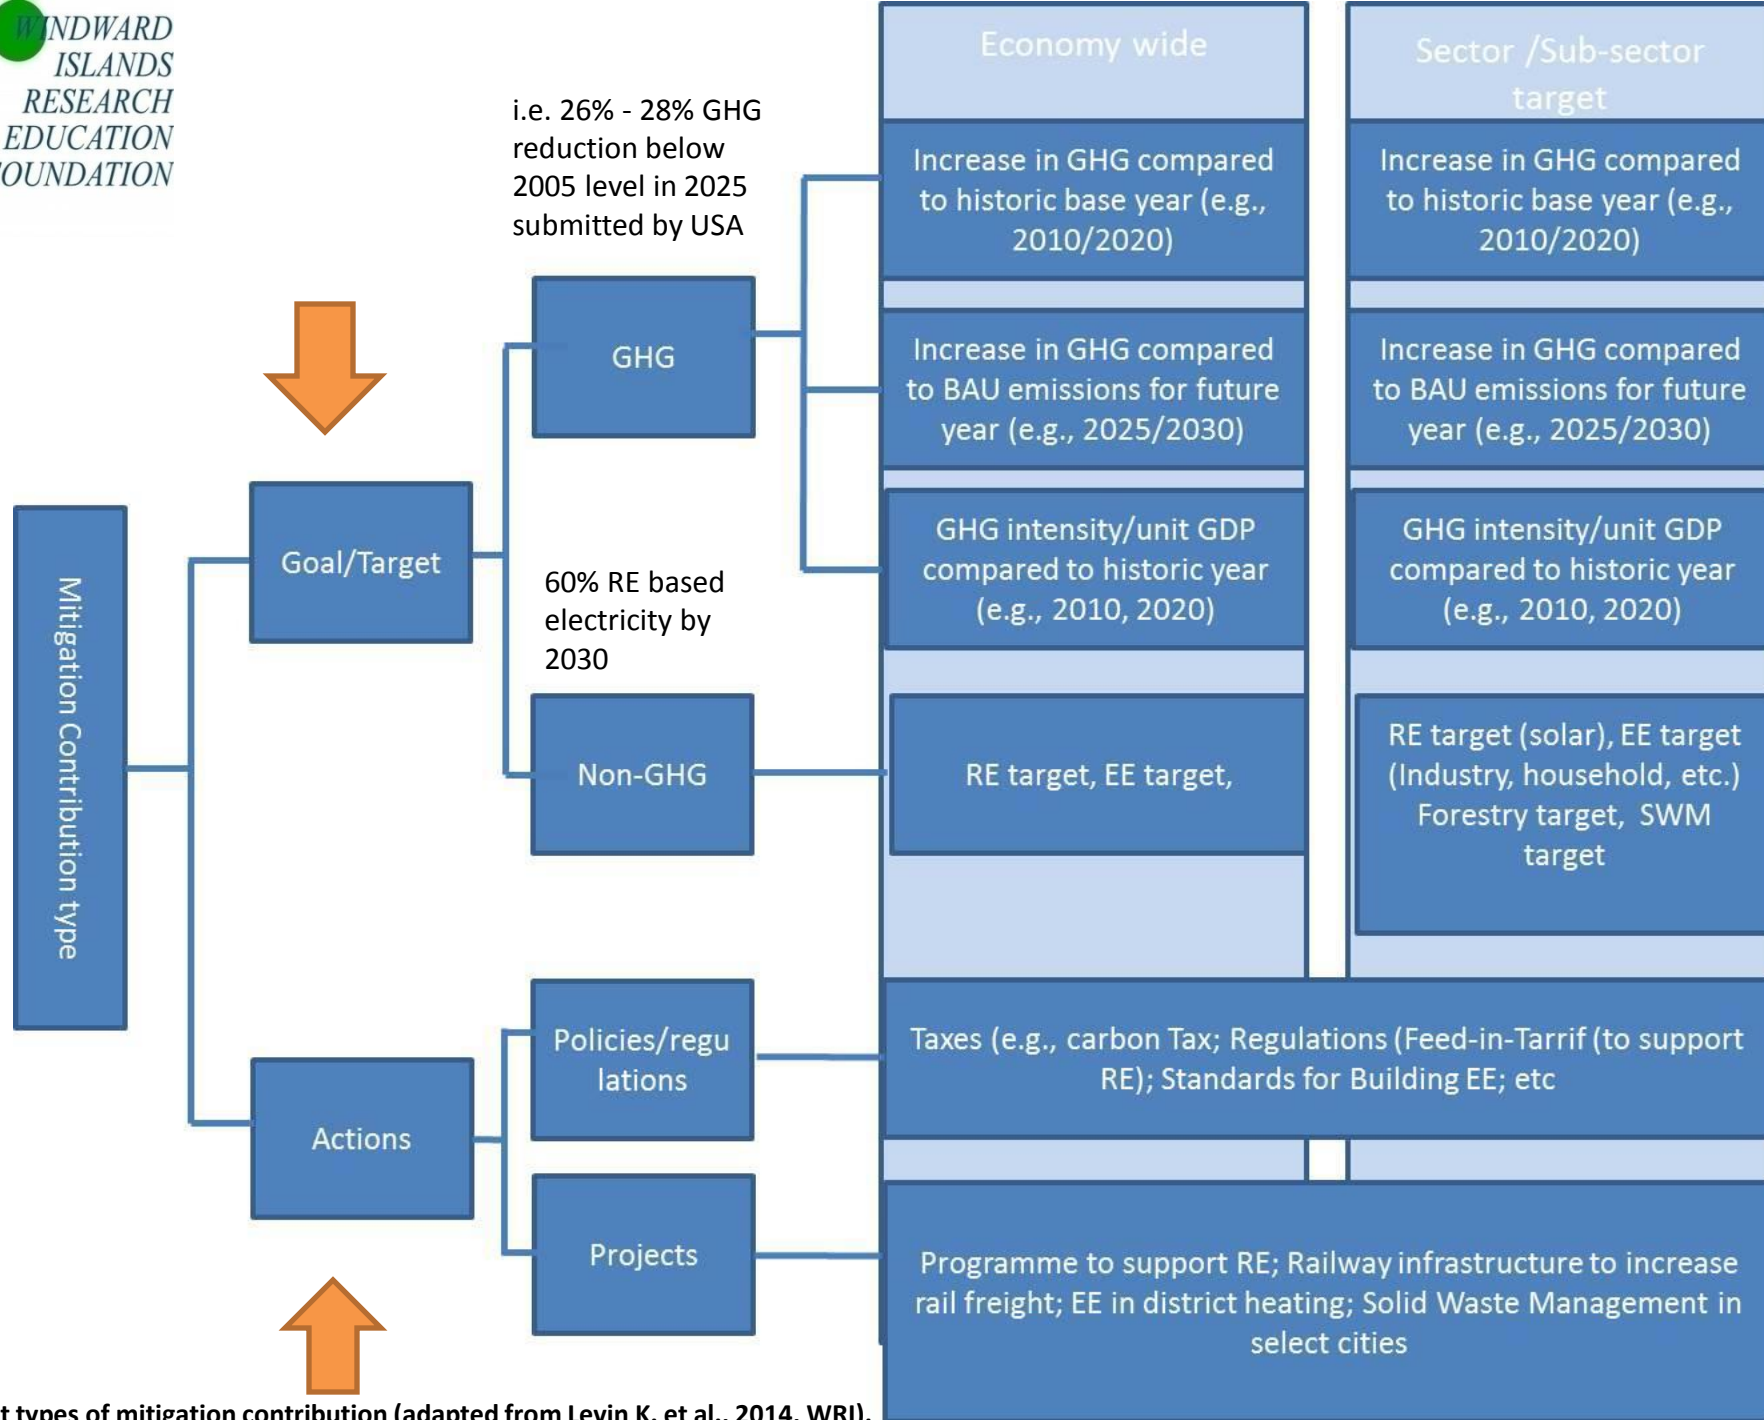 WINDWARD
ISLANDS
RESEARCH
EDUCATION
OUNDATION
i.e. 26% - 28% GHG
reduction below
2005 level in 2025
submitted by USA
Economy wide
Sector /Sub-sector
target
Increase in GHG compared
to historic base year (e.g.,
2010/2020)
Increase in GHG compared
to historic base year (e.g.,
2010/2020)
GHG
Increase in GHG compared
to BAU emissions for future
year (e.g., 2025/2030)
Increase in GHG compared
to BAU emissions for future
year (e.g., 2025/2030)
Goal/Target
GHG intensity/unit GDP
compared to historic year
(e.g., 2010, 2020)
GHG intensity/unit GDP
compared to historic year
(e.g., 2010, 2020)
Mitigation Contribution type
60% RE based
electricity by
2030
Non-GHG
RE target, EE target,
RE target (solar), EE target
(Industry, household, etc.)
Forestry target, SWM
target
Actions
Policies/regu
lations
Taxes (e.g., carbon Tax; Regulations (Feed-in-Tarrif (to support
RE); Standards for Building EE; etc
Projects
Programme to support RE; Railway infrastructure to increase
rail freight; EE in district heating; Solid Waste Management in
select cities
t types of mitigation contribution (adapted from Levin K. et al., 2014, WRI).